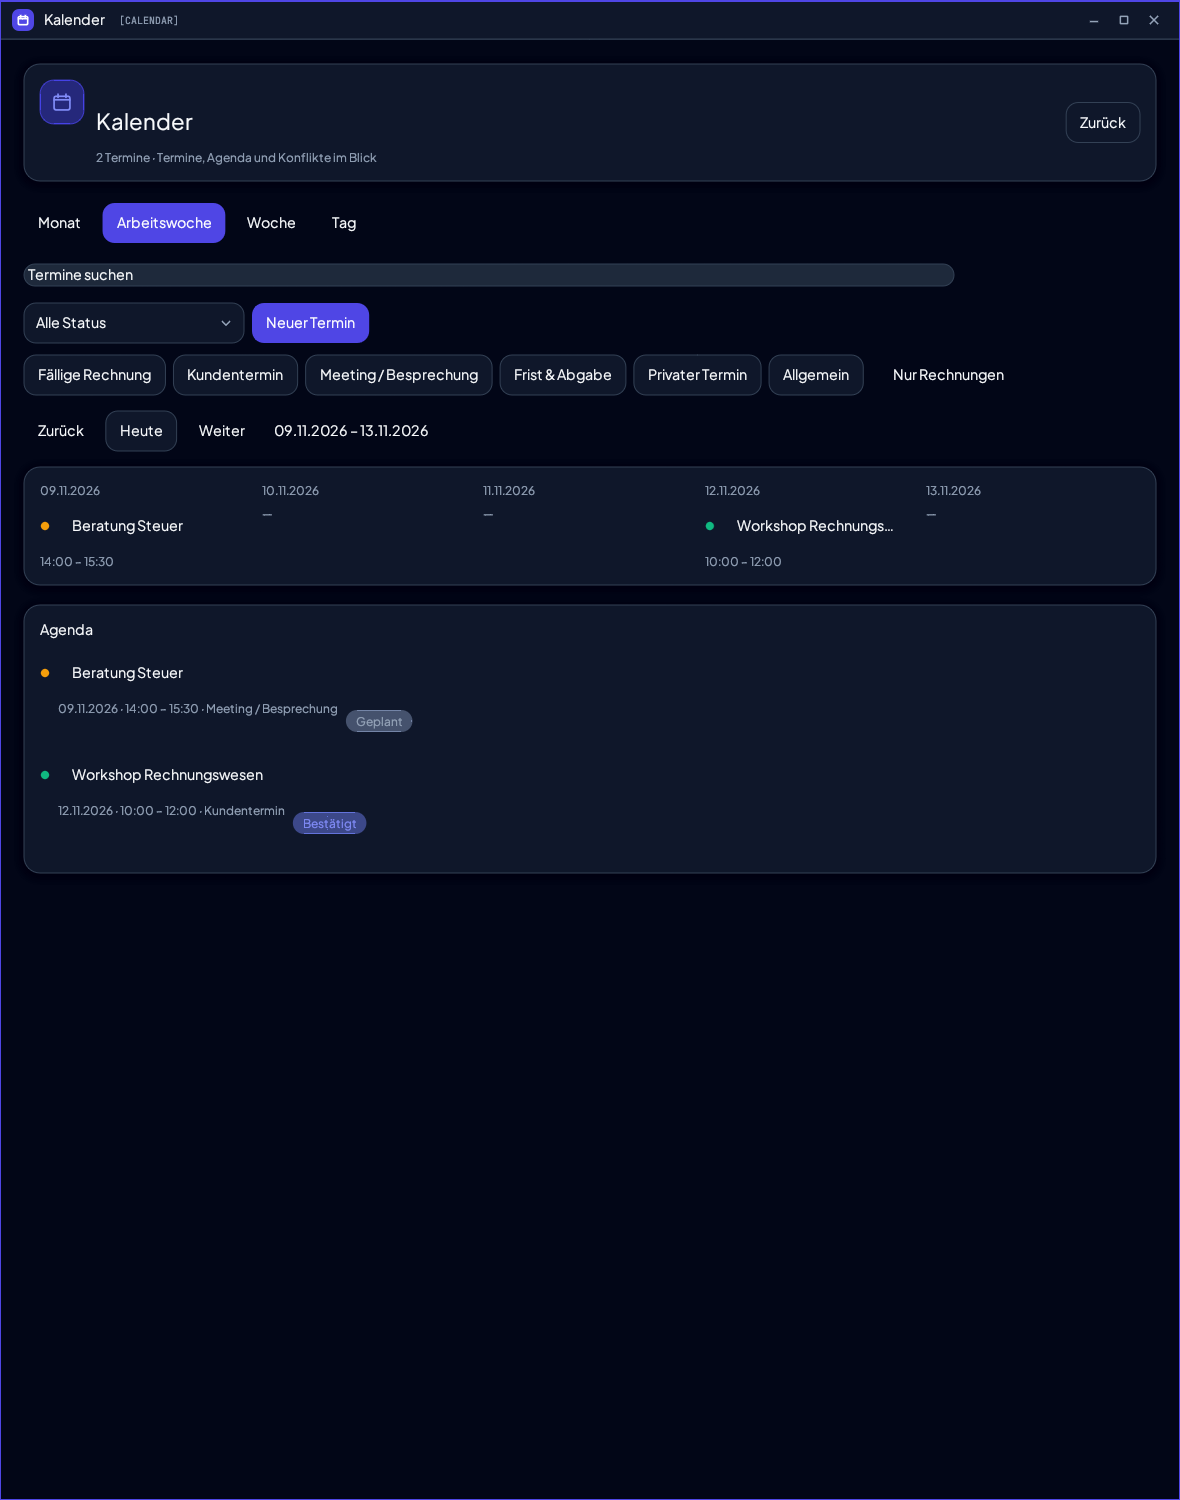 Kalender [CALENDAR]
Kalender
Zurück
2 Termine · Termine, Agenda und Konflikte im Blick
Monat Arbeitswoche Woche Tag
Termine suchen
Alle Status Neuer Termin
Fällige Rechnung Kundentermin Meeting / Besprechung Frist & Abgabe Privater Termin Allgemein Nur Rechnungen
Zurück Heute Weiter 09.11.2026 – 13.11.2026
09.11.2026 10.11.2026 11.11.2026 12.11.2026 13.11.2026
— — — 
Beratung Steuer Workshop Rechnungs...
14:00 – 15:30 10:00 – 12:00
Agenda
Beratung Steuer
09.11.2026 · 14:00 – 15:30 · Meeting / Besprechung Geplant
Workshop Rechnungswesen
12.11.2026 · 10:00 – 12:00 · Kundentermin Bestätigt